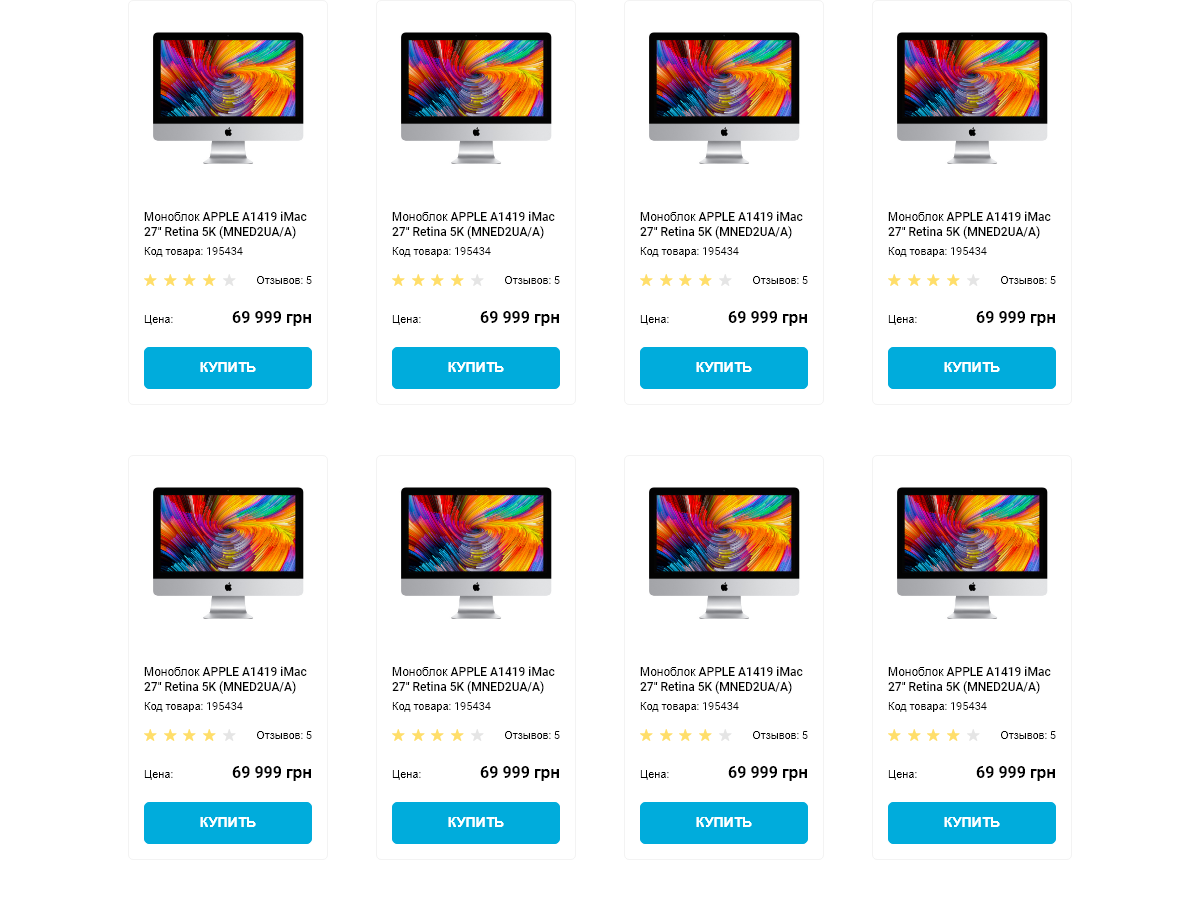 Моноблок APPLE A1419 iMac
27" Retina 5K (MNED2UA/A)
Код товара: 195434
Отзывов: 5
Цена: 69 999 грн
КУПИТЬ
Моноблок APPLE A1419 iMac
27" Retina 5K (MNED2UA/A)
Код товара: 195434
Отзывов: 5
Цена: 69 999 грн
КУПИТЬ
Моноблок APPLE A1419 iMac
27" Retina 5K (MNED2UA/A)
Код товара: 195434
Отзывов: 5
Цена: 69 999 грн
КУПИТЬ
Моноблок APPLE A1419 iMac
27" Retina 5K (MNED2UA/A)
Код товара: 195434
Отзывов: 5
Цена: 69 999 грн
КУПИТЬ
Моноблок APPLE A1419 iMac
27" Retina 5K (MNED2UA/A)
Код товара: 195434
Отзывов: 5
Цена: 69 999 грн
КУПИТЬ
Моноблок APPLE A1419 iMac
27" Retina 5K (MNED2UA/A)
Код товара: 195434
Отзывов: 5
Цена: 69 999 грн
КУПИТЬ
Моноблок APPLE A1419 iMac
27" Retina 5K (MNED2UA/A)
Код товара: 195434
Отзывов: 5
Цена: 69 999 грн
КУПИТЬ
Моноблок APPLE A1419 iMac
27" Retina 5K (MNED2UA/A)
Код товара: 195434
Отзывов: 5
Цена: 69 999 грн
КУПИТЬ